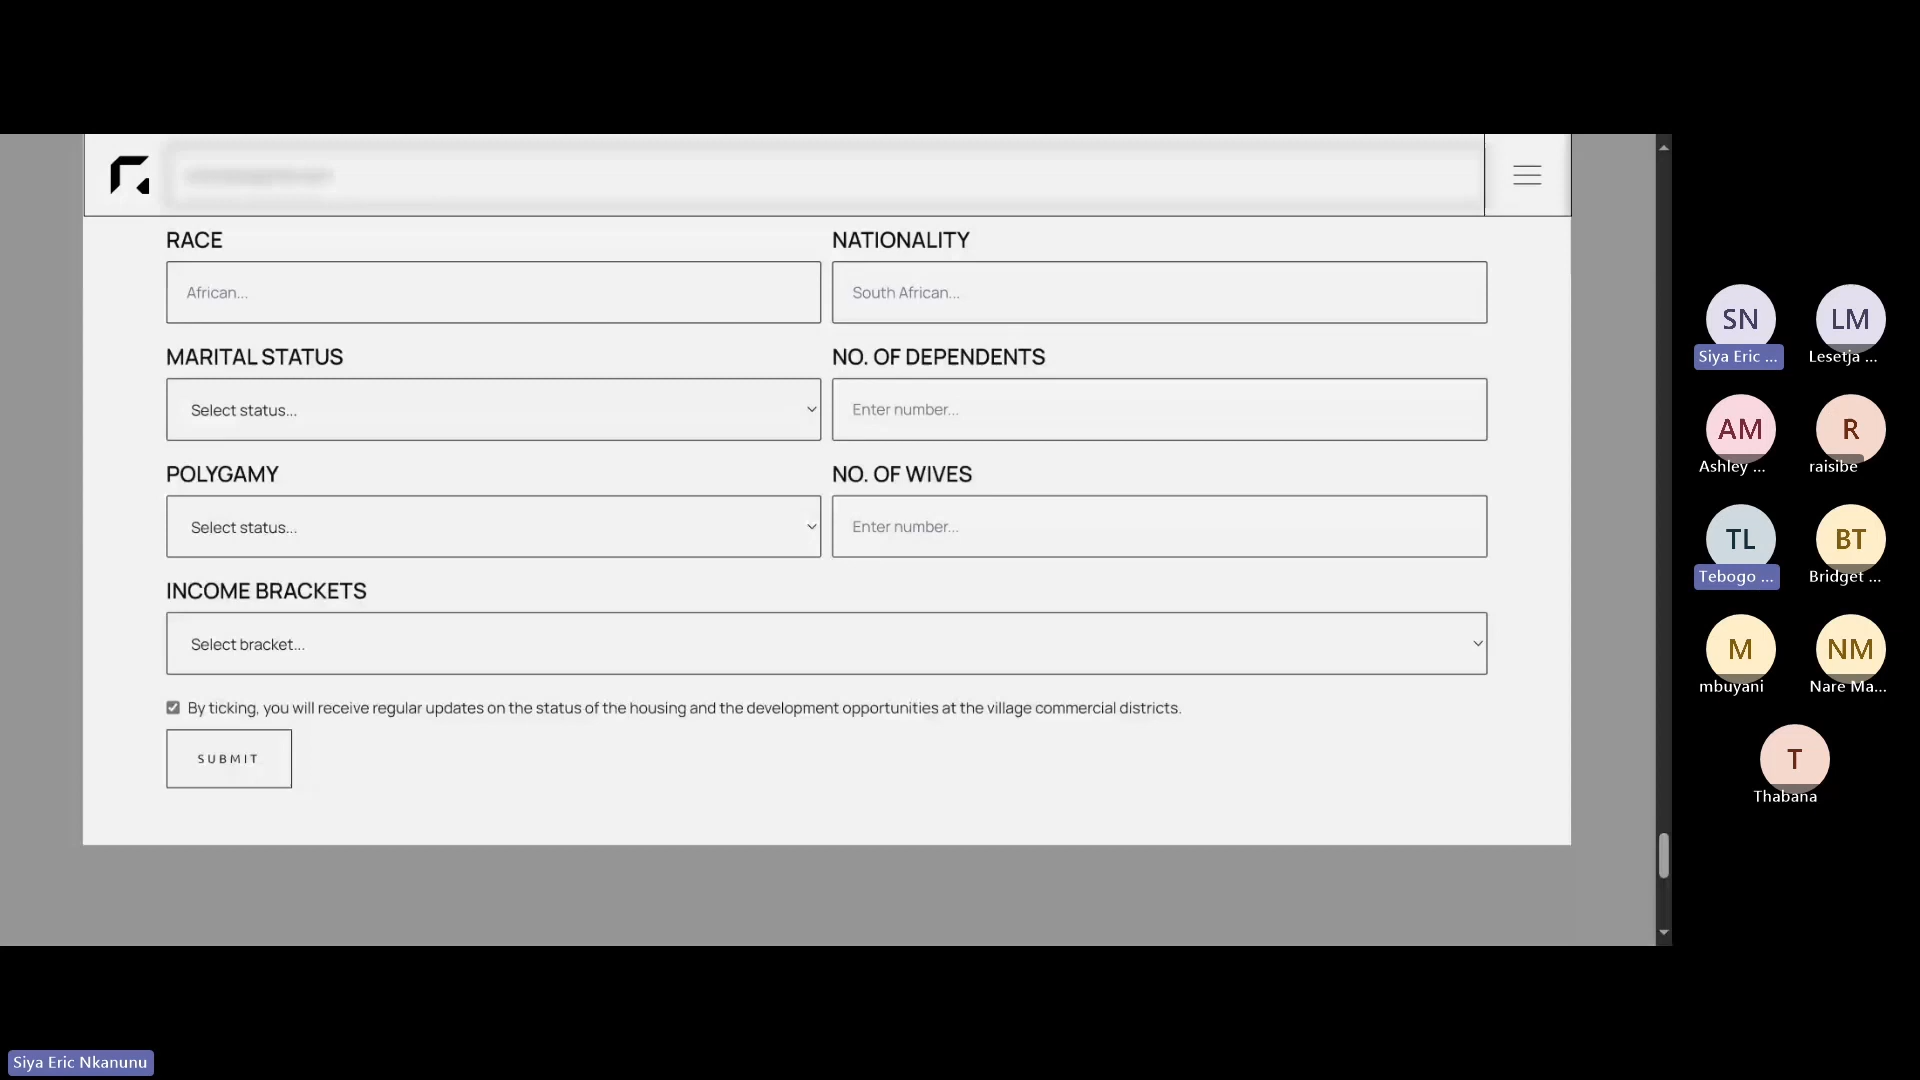 RACE
NATIONALITY
African...
South African...
MARITAL STATUS
NO. OF DEPENDENTS
Select status...
Enter number...
POLYGAMY
NO. OF WIVES
Select status...
Enter number...
INCOME BRACKETS
Select bracket...
By ticking, you will receive regular updates on the status of the housing and the development opportunities at the village commercial districts.
SUBMIT
SN
LM
Siya Eric ...
Lesetja ...
AM
R
Ashley ...
raisibe
TL
BT
Tebogo ...
Bridget ...
M
NM
mbuyani
Nare Ma...
T
Thabana
Siya Eric Nkanunu